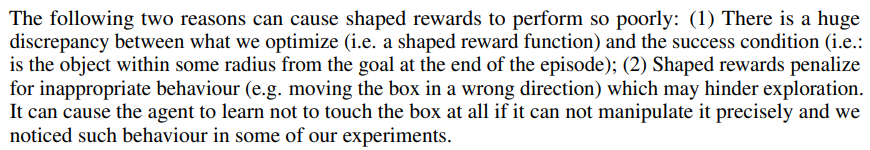 The following two reasons can cause shaped rewards to perform so poorly: (1) There is a huge
discrepancy between what we optimize (i.e. a shaped reward function) and the success condition (i.e.:
is the object within some radius from the goal at the end of the episode); (2) Shaped rewards penalize
for inappropriate behaviour (e.g. moving the box in a wrong direction) which may hinder exploration.
It can cause the agent to learn not to touch the box at all if it can not manipulate it precisely and we
noticed such behaviour in some of our experiments.